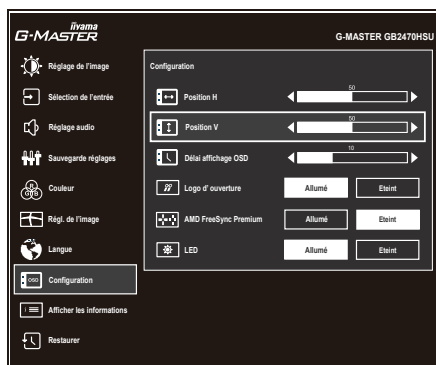 iiyama
G-MASTER
G-MASTER GB2470HSU
Réglage de l'image
Sélection de l'entrée
Réglage audio
Sauvegarde réglages
R
G B
Couleur
Régl. de l'image
Langue
OSD
Configuration
i
Afficher les informations
Restaurer
Configuration
Position H
50
Position V
50
Délai affichage OSD
10
Logo d' ouverture
Allumé
Eteint
AMD FreeSync Premium
Allumé
Eteint
LED
Allumé
Eteint